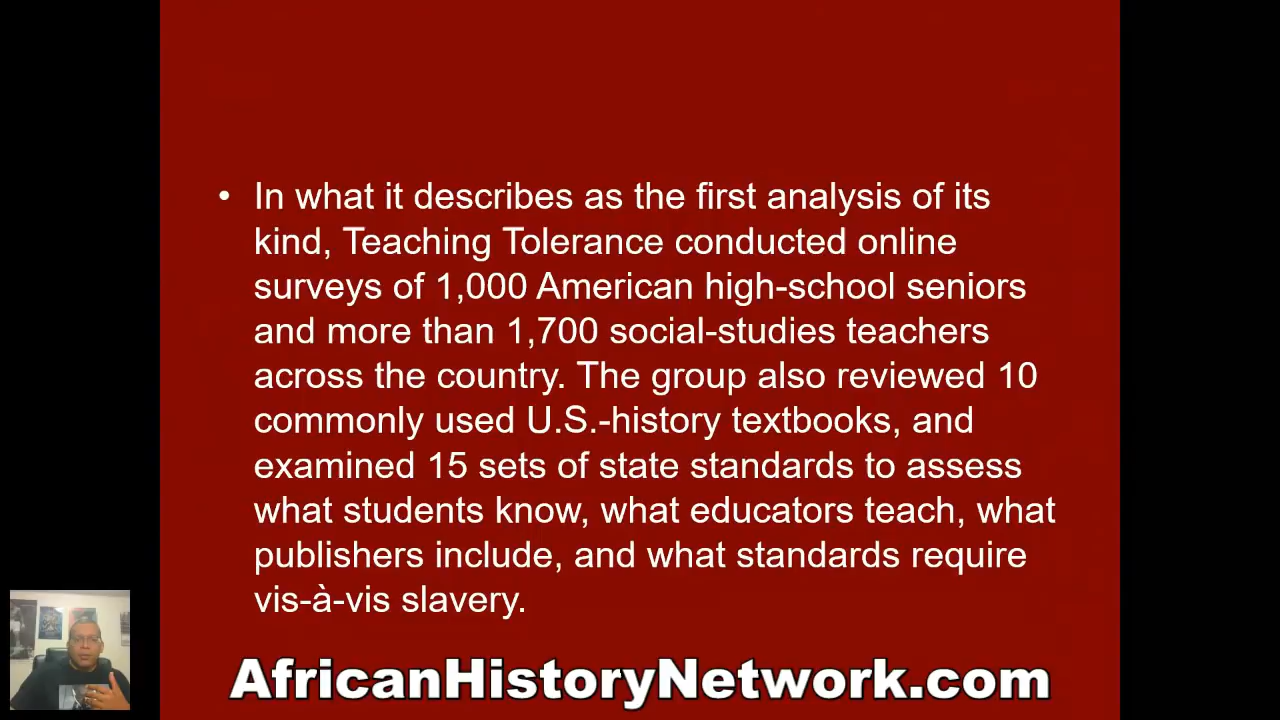 • In what it describes as the first analysis of its
kind, Teaching Tolerance conducted online
surveys of 1,000 American high-school seniors
and more than 1,700 social-studies teachers
across the country. The group also reviewed 10
commonly used U.S.-history textbooks, and
examined 15 sets of state standards to assess
what students know, what educators teach, what
publishers include, and what standards require
vis-à-vis slavery.
AfricanHistoryNetwork.com